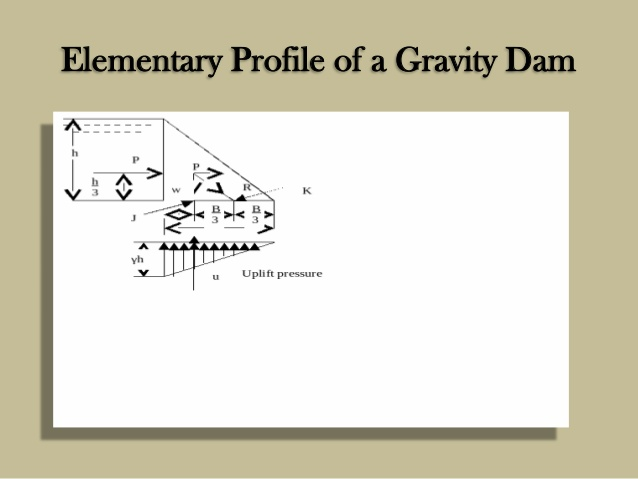 Elementary Profile of a Gravity Dam
h
P
P
h
3
w
R
K
J
B
3
B
3
γh
u
Uplift pressure